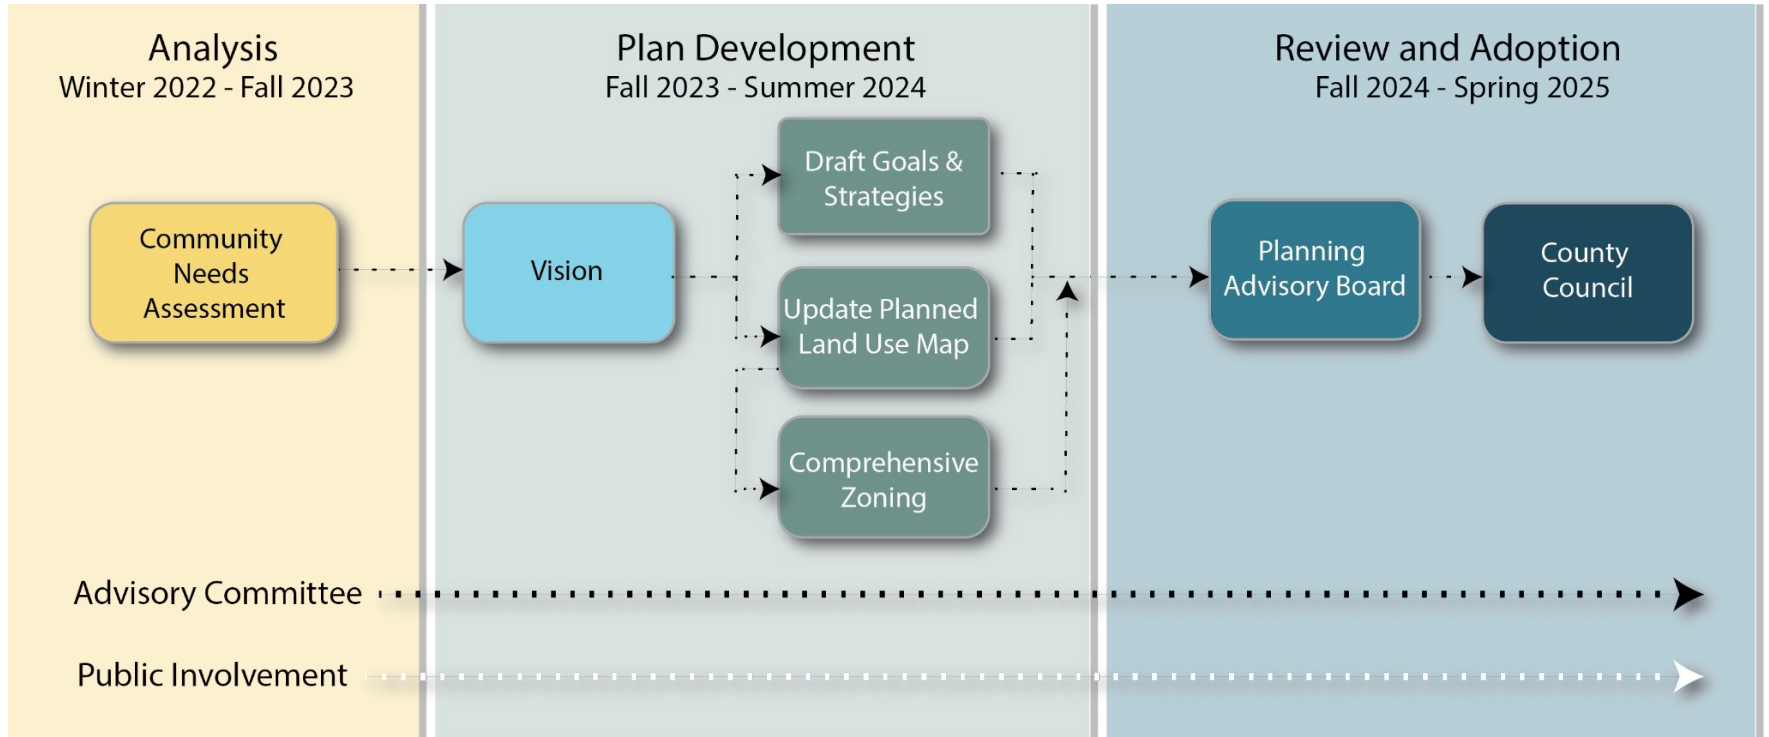 Analysis
Winter 2022 - Fall 2023
Plan Development
Fall 2023 - Summer 2024
Review and Adoption
Fall 2024 - Spring 2025
Community
Needs
Assessment
Vision
Draft Goals &
Strategies
Update Planned
Land Use Map
Comprehensive
Zoning
Planning
Advisory Board
County
Council
Advisory Committee
Public Involvement